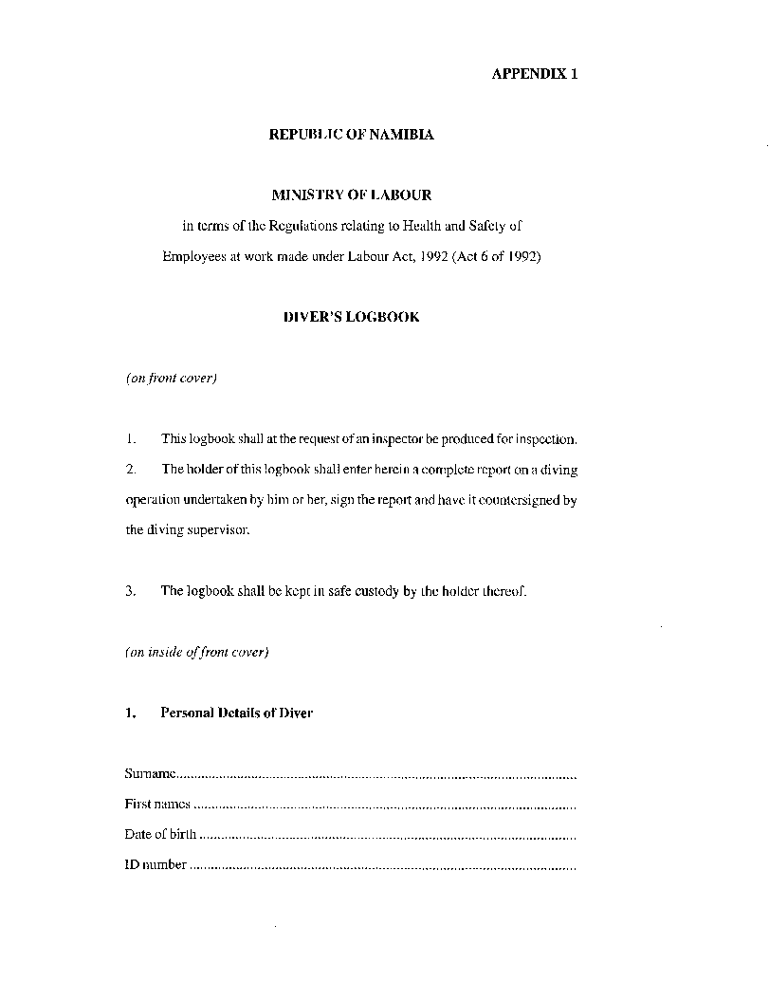 APPENDIX 1
REPUBLIC OF NAMIBIA
MINISTRY OF LABOUR
in terms of the Regulations relating to Health and Safety of
Employees at work made under Labour Act, 1992 (Act 6 of 1992)
DIVER'S LOGBOOK
(on front cover)
1. This logbook shall at the request of an inspector be produced for inspection.
2. The holder of this logbook shall enter herein a complete report on a diving
operation undertaken by him or her, sign the report and have it countersigned by
the diving supervisor.
3. The logbook shall be kept in safe custody by the holder thereof.
(on inside of front cover)
1. Personal Details of Diver
Surname..............................................................................................................
First names .........................................................................................................
Date of birth .......................................................................................................
ID number ..........................................................................................................